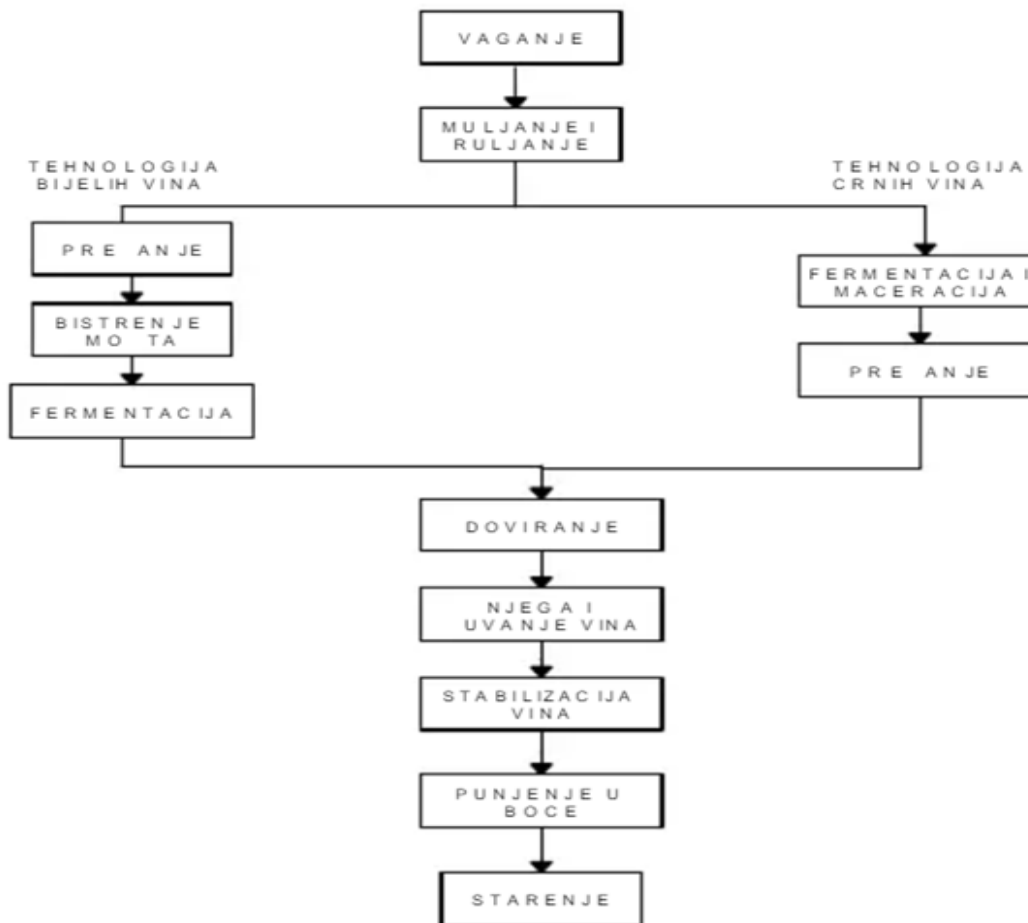 VAGANJE
MULJANJE I
RULJANJE
TEHNOLOGIJA
BIJELIH VINA
TEHNOLOGIJA
CRNIH VINA
PRE ANJE
BISTRENJE
MO TA
FERMENTACIJA
FERMENTACIJA I
MACERACIJA
PRE ANJE
DOVIRANJE
NJEGA I
UVANJE VINA
STABILIZACIJA
VINA
PUNJENJE U
BOCE
STARENJE